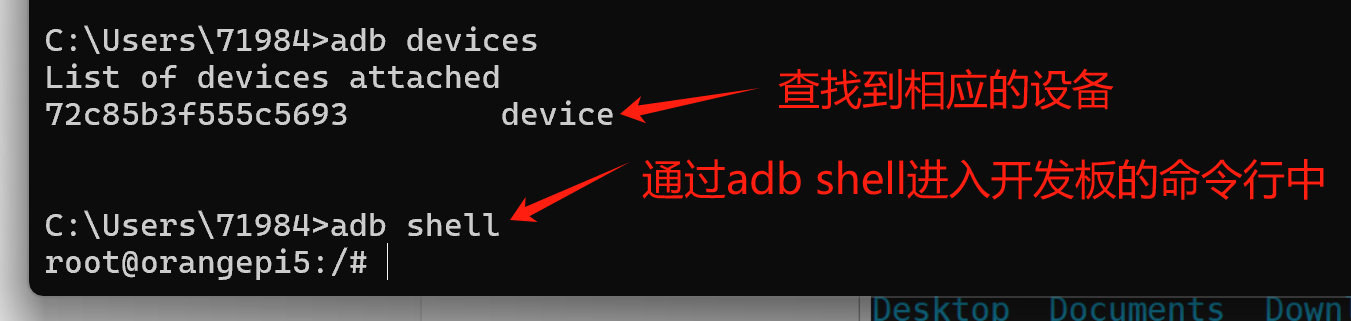 C:\Users\71984>adb devices
List of devices attached
查找到相应的设备
72c85b3f555c5693 device
通过adb shell进入开发板的命令行中
C:\Users\71984>adb shell
root@orangepi5:/#
Desktop Documents Downl